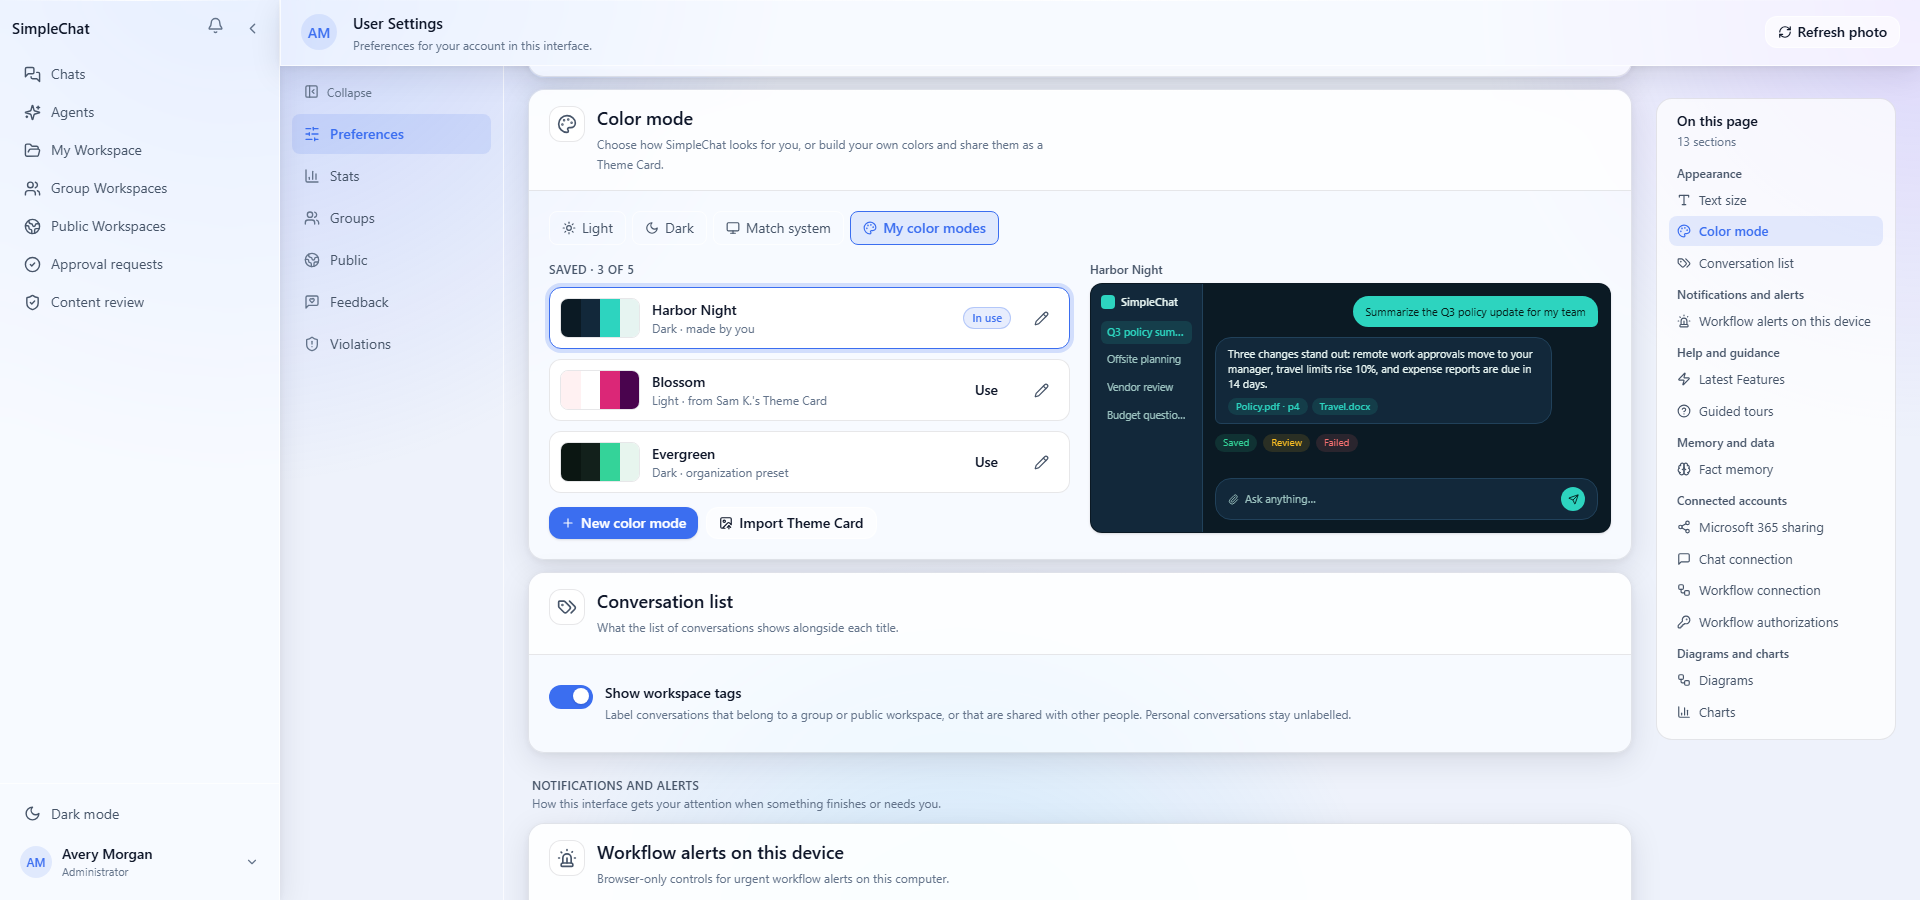 SimpleChat
Chats
Agents
My Workspace
Group Workspaces
Public Workspaces
Approval requests
Content review
Dark mode
AM
Avery Morgan
Administrator
AM
User Settings
Preferences for your account in this interface.
Refresh photo
Collapse
Preferences
Stats
Groups
Public
Feedback
Violations
Color mode
Choose how SimpleChat looks for you, or build your own colors and share them as a
Theme Card.
Light
Dark
Match system
My color modes
SAVED · 3 OF 5
Harbor Night
Dark · made by you
In use
Blossom
Light · from Sam K.'s Theme Card
Use
Evergreen
Dark · organization preset
Use
New color mode
Import Theme Card
Harbor Night
SimpleChat
Q3 policy sum...
Offsite planning
Vendor review
Budget questio...
Summarize the Q3 policy update for my team
Three changes stand out: remote work approvals move to your
manager, travel limits rise 10%, and expense reports are due in
14 days.
Policy.pdf · p4
Travel.docx
Saved
Review
Failed
Ask anything...
Conversation list
What the list of conversations shows alongside each title.
Show workspace tags
Label conversations that belong to a group or public workspace, or that are shared with other people. Personal conversations stay unlabelled.
NOTIFICATIONS AND ALERTS
How this interface gets your attention when something finishes or needs you.
Workflow alerts on this device
Browser-only controls for urgent workflow alerts on this computer.
On this page
13 sections
Appearance
Text size
Color mode
Conversation list
Notifications and alerts
Workflow alerts on this device
Help and guidance
Latest Features
Guided tours
Memory and data
Fact memory
Connected accounts
Microsoft 365 sharing
Chat connection
Workflow connection
Workflow authorizations
Diagrams and charts
Diagrams
Charts